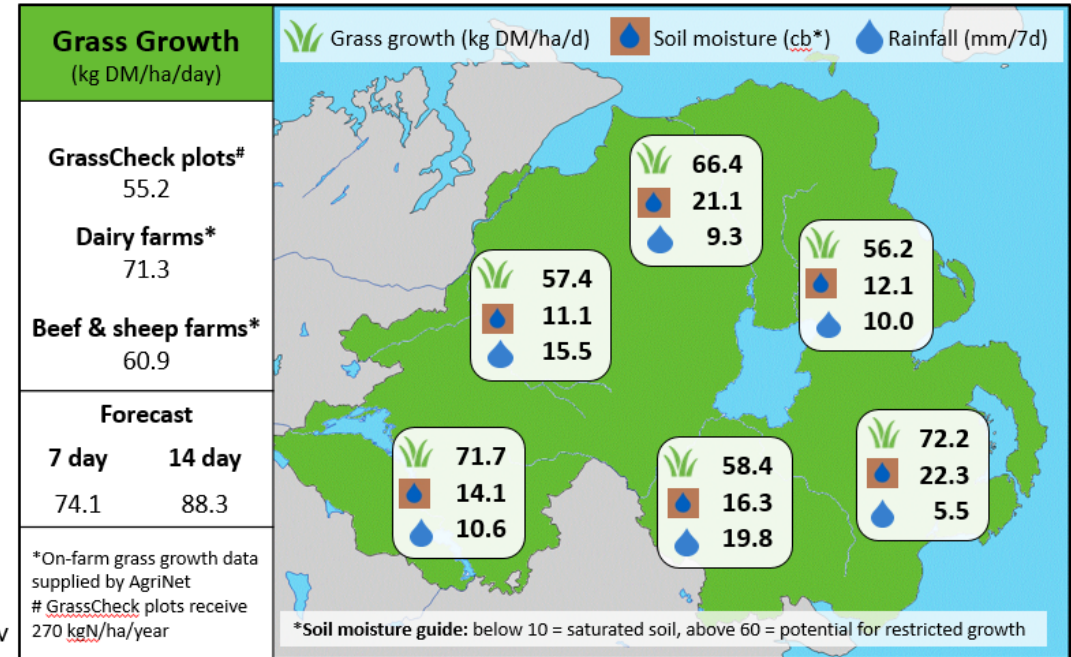 Grass Growth
(kg DM/ha/day)
GrassCheck plots#
55.2
Dairy farms*
71.3
Beef & sheep farms*
60.9
Forecast
7 day 14 day
74.1 88.3
*On-farm grass growth data
supplied by AgriNet
# GrassCheck plots receive
270 kgN/ha/year
v
Grass growth (kg DM/ha/d) Soil moisture (cb*) Rainfall (mm/7d)
66.4
21.1
9.3
56.2
12.1
10.0
57.4
11.1
15.5
71.7
14.1
10.6
58.4
16.3
19.8
72.2
22.3
5.5
*Soil moisture guide: below 10 = saturated soil, above 60 = potential for restricted growth